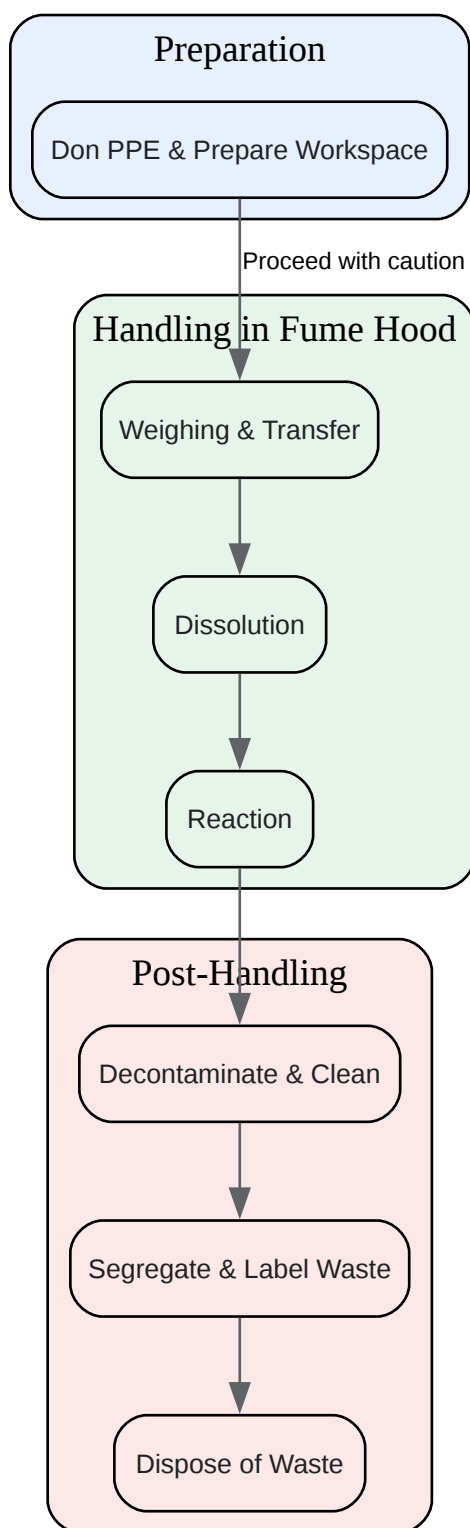 Preparation
Don PPE & Prepare Workspace
Proceed with caution
Handling in Fume Hood
Weighing & Transfer
Dissolution
Reaction
Post-Handling
Decontaminate & Clean
Segregate & Label Waste
Dispose of Waste